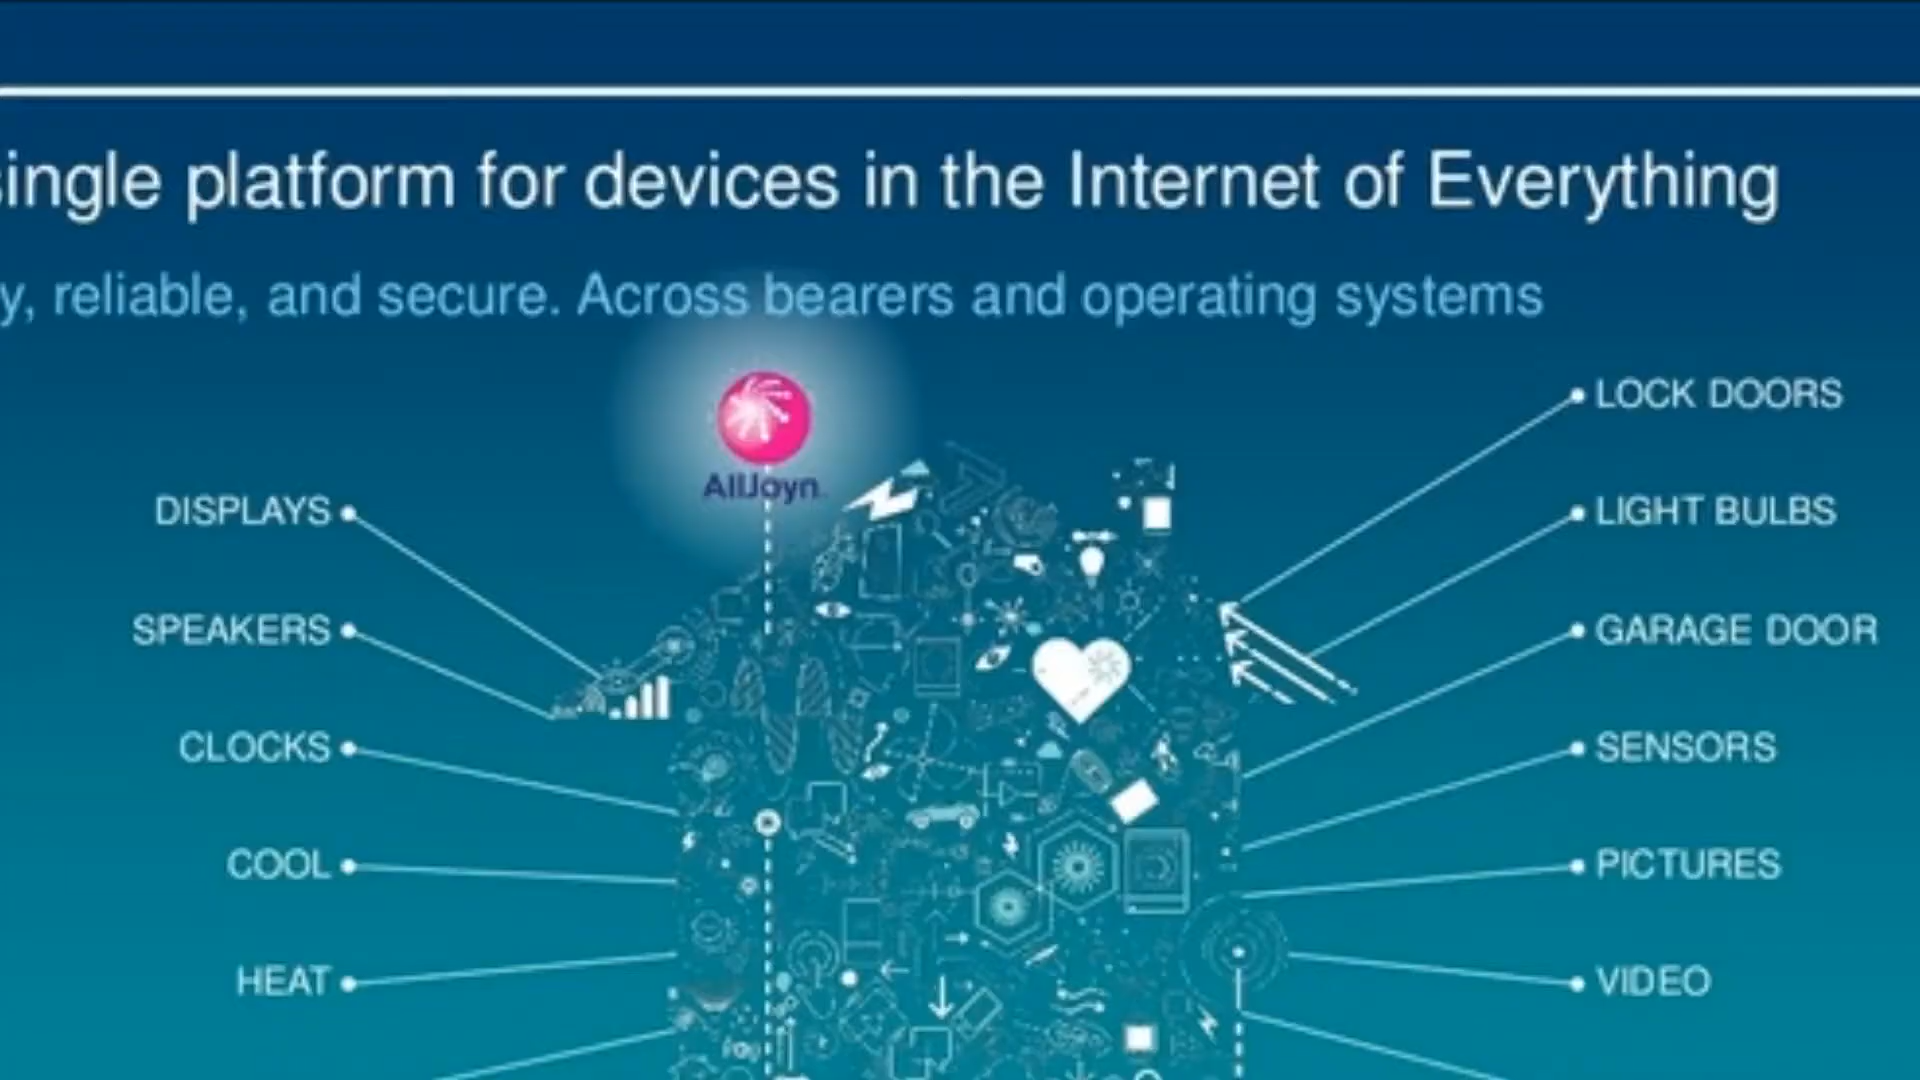 single platform for devices in the Internet of Everything
y, reliable, and secure. Across bearers and operating systems
AllJoyn
DISPLAYS
SPEAKERS
CLOCKS
COOL
HEAT
LOCK DOORS
LIGHT BULBS
GARAGE DOOR
SENSORS
PICTURES
VIDEO